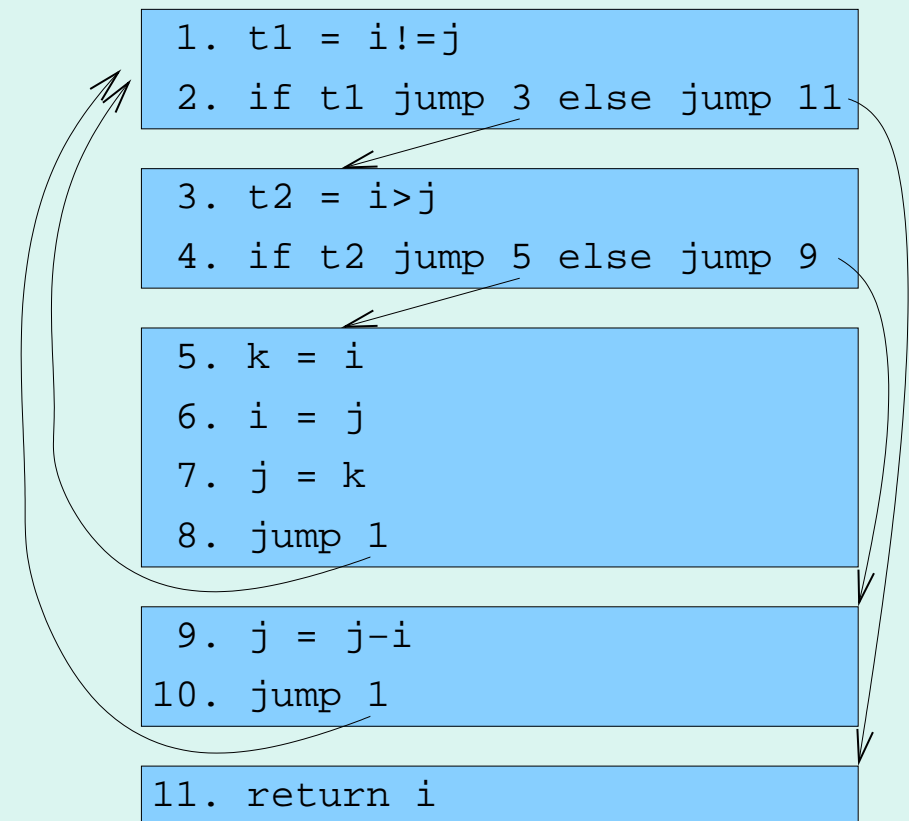 1. t1 = i!=j
2. if t1 jump 3 else jump 11
3. t2 = i>j
4. if t2 jump 5 else jump 9
5. k = i
6. i = j
7. j = k
8. jump 1
9. j = j-i
10. jump 1
11. return i